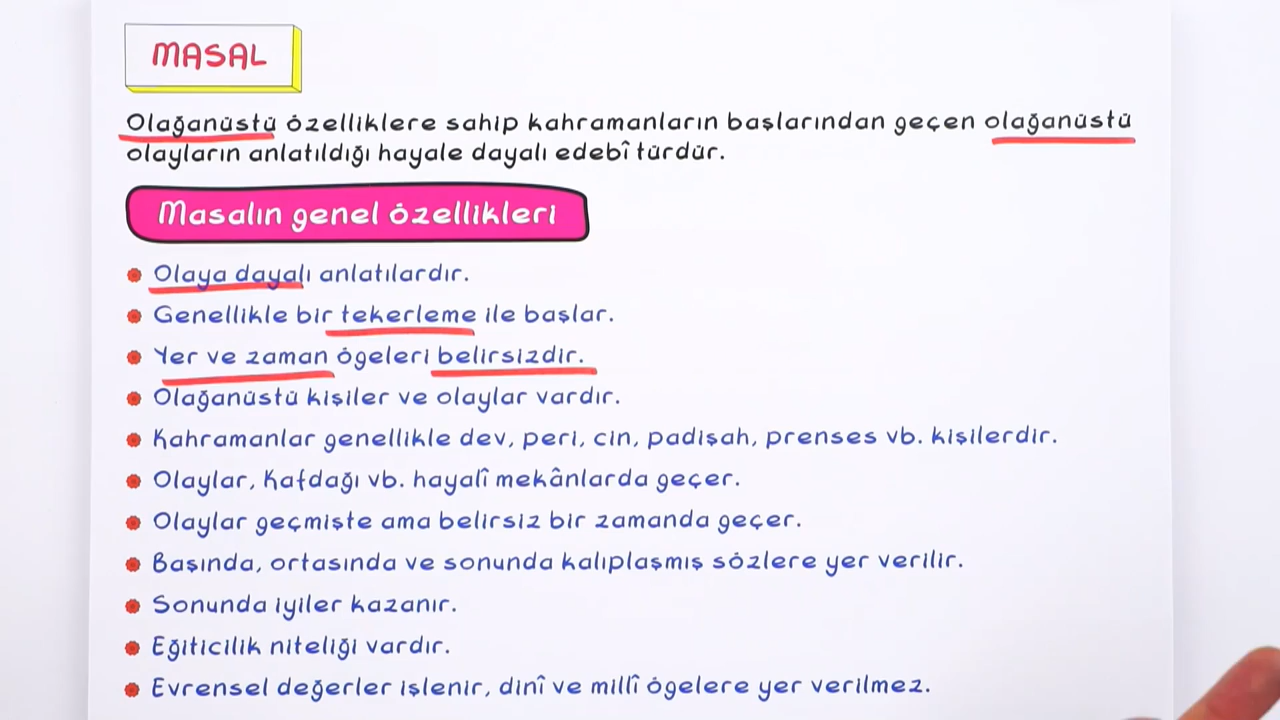 MASAL
Olağanüstü özelliklere sahip kahramanların başlarından geçen olağanüstü
olayların anlatıldığı hayale dayalı edebî türdür.
Masalın genel özellikleri
Olaya dayalı anlatılardır.
Genellikle bir tekerleme ile başlar.
Yer ve zaman ögeleri belirsizdir.
Olağanüstü kişiler ve olaylar vardır.
Kahramanlar genellikle dev, peri, cin, padişah, prenses vb. kişilerdir.
Olaylar, Kafdağı vb. hayalî mekânlarda geçer.
Olaylar geçmişte ama belirsiz bir zamanda geçer.
Başında, ortasında ve sonunda kalıplaşmış sözlere yer verilir.
Sonunda iyiler kazanır.
Eğiticilik niteliği vardır.
Evrensel değerler işlenir, dinî ve millî ögelere yer verilmez.